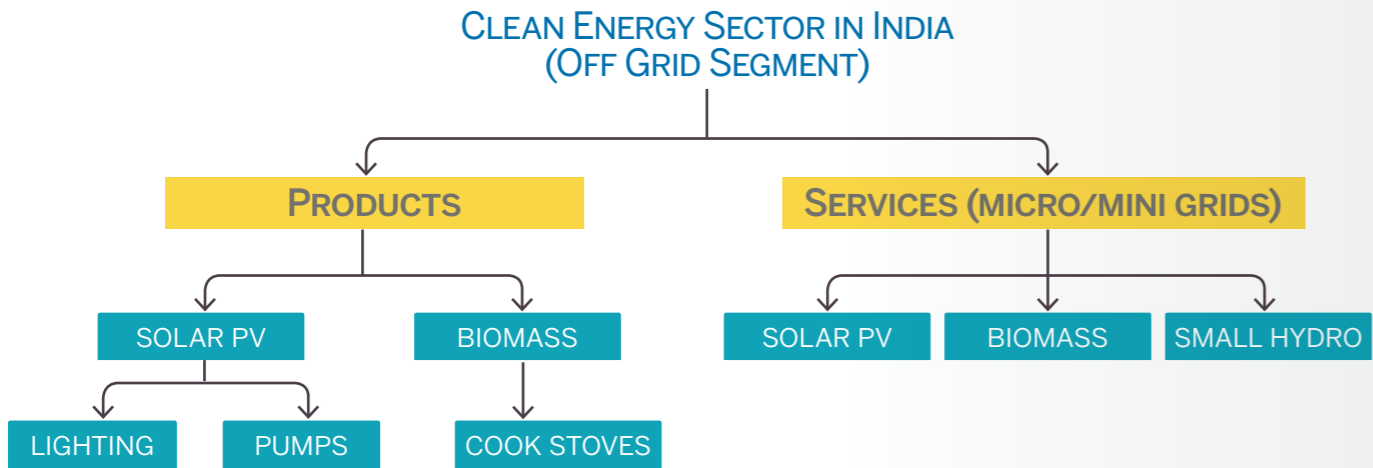 CLEAN ENERGY SECTOR IN INDIA
(OFF GRID SEGMENT)
PRODUCTS
SERVICES (MICRO/MINI GRIDS)
SOLAR PV
BIOMASS
SOLAR PV
BIOMASS
SMALL HYDRO
LIGHTING
PUMPS
COOK STOVES